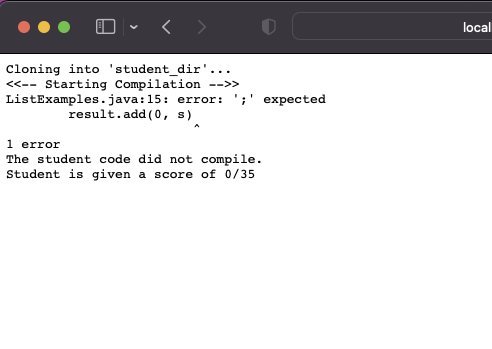 local
Cloning into 'student_dir'...
<<-- Starting Compilation -->>
ListExamples.java:15: error: ';' expected
        result.add(0, s)
                         ^
1 error
The student code did not compile.
Student is given a score of 0/35